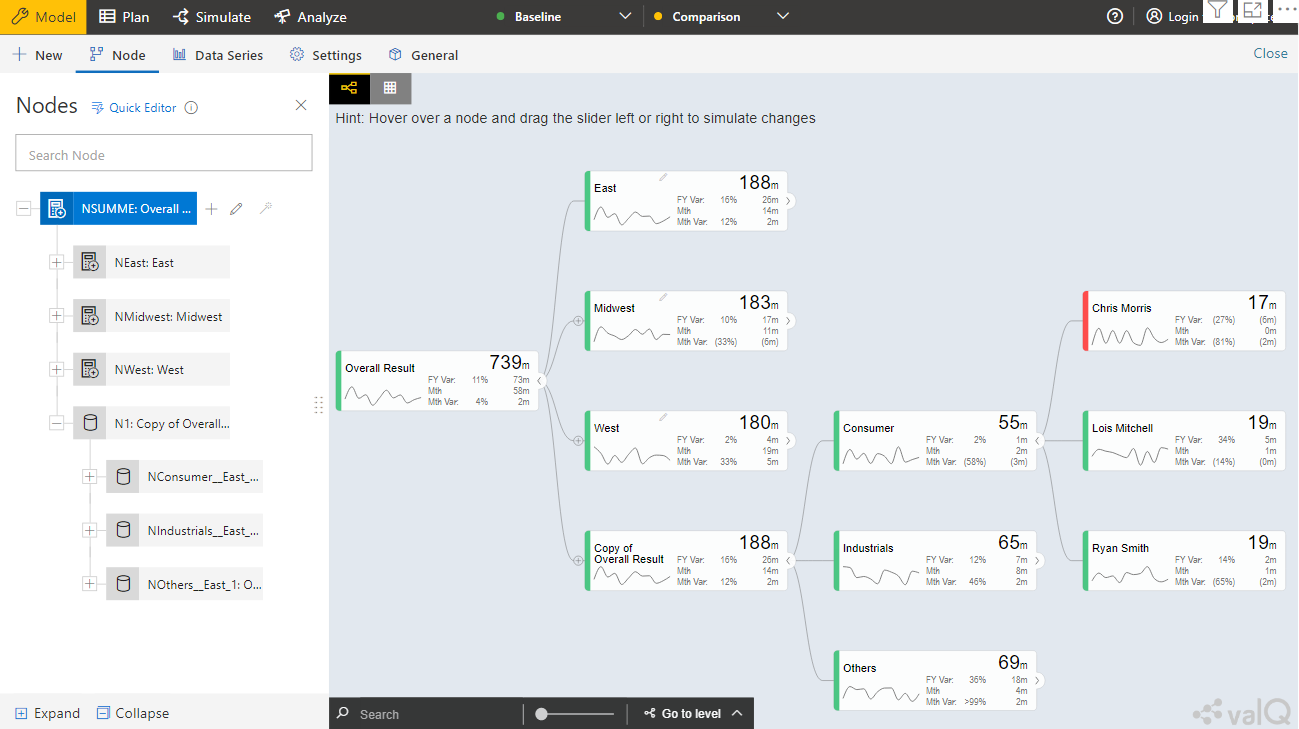 Model
Plan
Simulate
Analyze
Baseline
Comparison
Login
New
Node
Data Series
Settings
General
Close
Nodes
Quick Editor
Search Node
NSUMME: Overall ...
NEast: East
NMidwest: Midwest
NWest: West
N1: Copy of Overall...
NConsumer__East_...
NIndustrials__East_...
NOthers__East_1: O...
Expand
Collapse
Hint: Hover over a node and drag the slider left or right to simulate changes
Overall Result 739m
FY Var: 11% 73m
Mth 58m
Mth Var: 4% 2m
East 188m
FY Var: 16% 26m
Mth 14m
Mth Var: 12% 2m
Midwest 183m
FY Var: 10% 17m
Mth 11m
Mth Var: (33%) (6m)
West 180m
FY Var: 2% 4m
Mth 19m
Mth Var: 33% 5m
Copy of
Overall Result 188m
FY Var: 16% 26m
Mth 14m
Mth Var: 12% 2m
Consumer 55m
FY Var: 2% 1m
Mth 2m
Mth Var: (58%) (3m)
Industrials 65m
FY Var: 12% 7m
Mth 8m
Mth Var: 46% 2m
Others 69m
FY Var: 36% 18m
Mth 4m
Mth Var: >99% 2m
Chris Morris 17m
FY Var: (27%) (6m)
Mth 0m
Mth Var: (81%) (2m)
Lois Mitchell 19m
FY Var: 34% 5m
Mth 1m
Mth Var: (14%) (0m)
Ryan Smith 19m
FY Var: 14% 2m
Mth 1m
Mth Var: (65%) (2m)
Search
Go to level
valQ